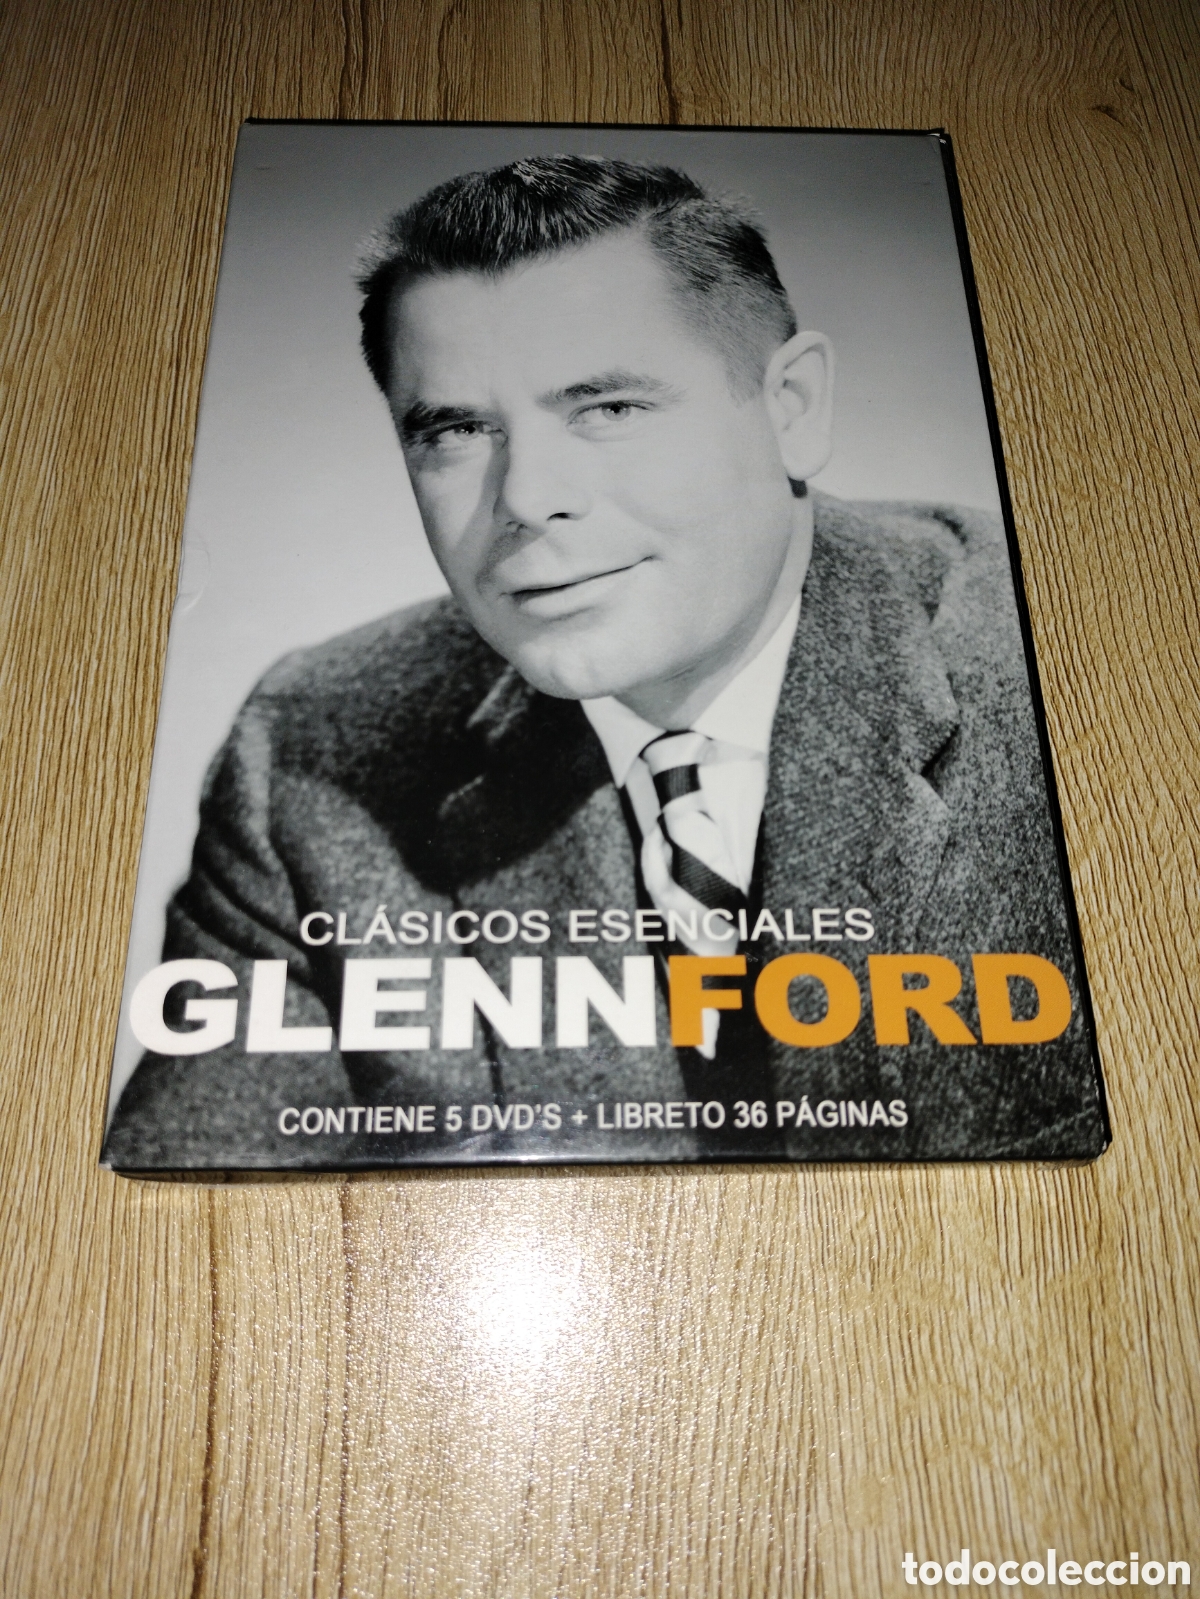 CLÁSICOS ESENCIALES
GLENNFORD
CONTIENE 5 DVD'S + LIBRETO 36 PÁGINAS
todocoleccion